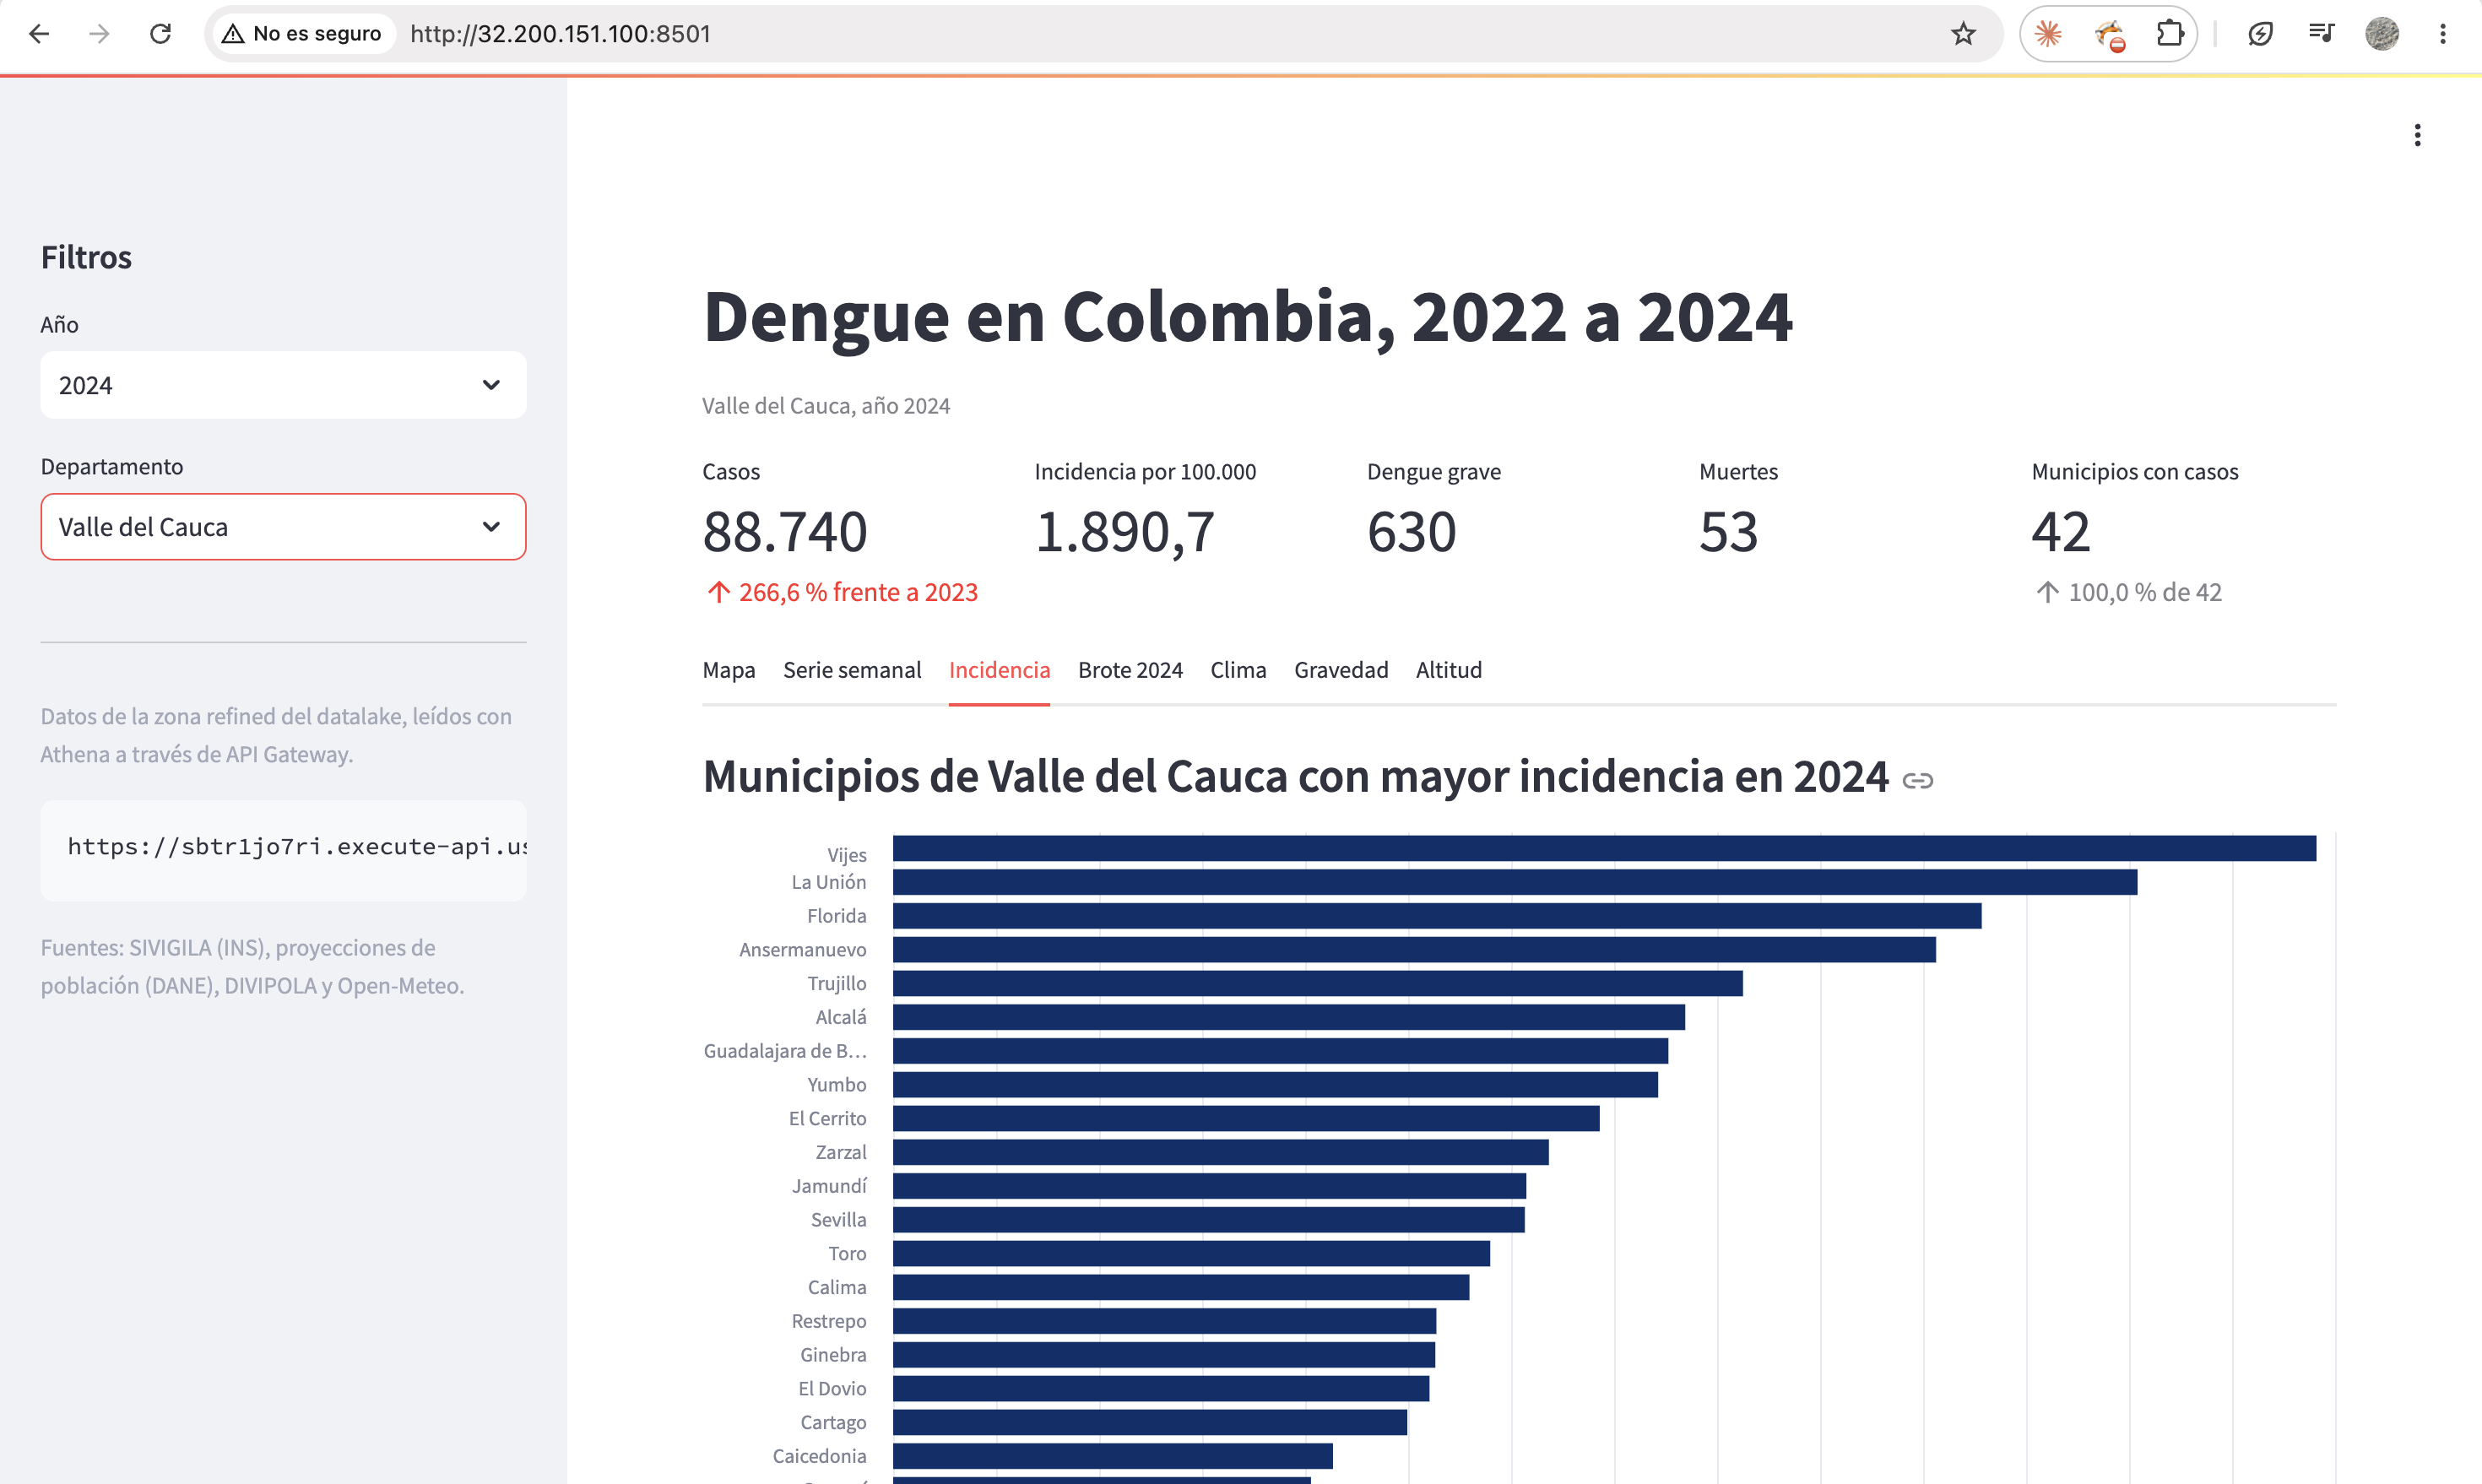 No es seguro http://32.200.151.100:8501
Filtros
Año
2024
Departamento
Valle del Cauca
Datos de la zona refined del datalake, leídos con
Athena a través de API Gateway.
https://sbtr1jo7ri.execute-api.us
Fuentes: SIVIGILA (INS), proyecciones de
población (DANE), DIVIPOLA y Open-Meteo.
Dengue en Colombia, 2022 a 2024
Valle del Cauca, año 2024
Casos Incidencia por 100.000 Dengue grave Muertes Municipios con casos
88.740 1.890,7 630 53 42
↑ 266,6 % frente a 2023 ↑ 100,0 % de 42
Mapa Serie semanal Incidencia Brote 2024 Clima Gravedad Altitud
Municipios de Valle del Cauca con mayor incidencia en 2024
Vijes
La Unión
Florida
Ansermanuevo
Trujillo
Alcalá
Guadalajara de B…
Yumbo
El Cerrito
Zarzal
Jamundí
Sevilla
Toro
Calima
Restrepo
Ginebra
El Dovio
Cartago
Caicedonia